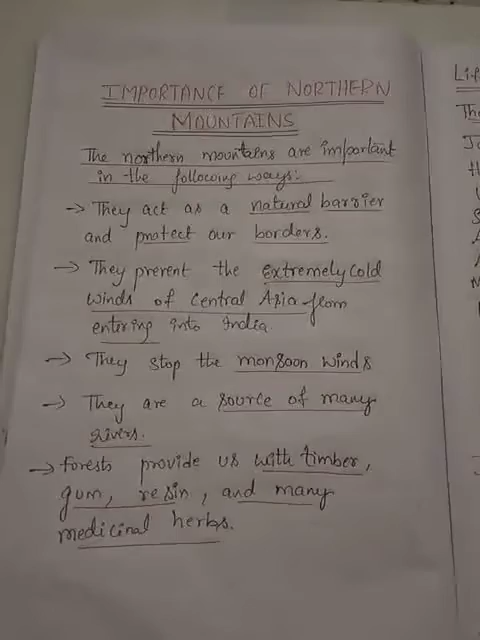 IMPORTANCE OF NORTHERN
MOUNTAINS
The northern mountains are important
in the following ways:
-> They act as a natural barrier
and protect our borders.
-> They prevent the extremely cold
winds of Central Asia from
entering into India.
-> They stop the monsoon winds
-> They are a source of many
rivers.
-> forests provide us with timber,
gum, resin, and many
medicinal herbs.